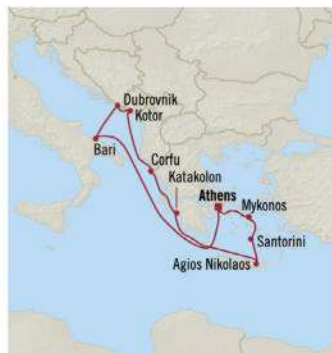 Dubrovnik
Kotor
Bari
Corfu
Katakolon
Athens
Mykonos
Santorini
Agios Nikolaos